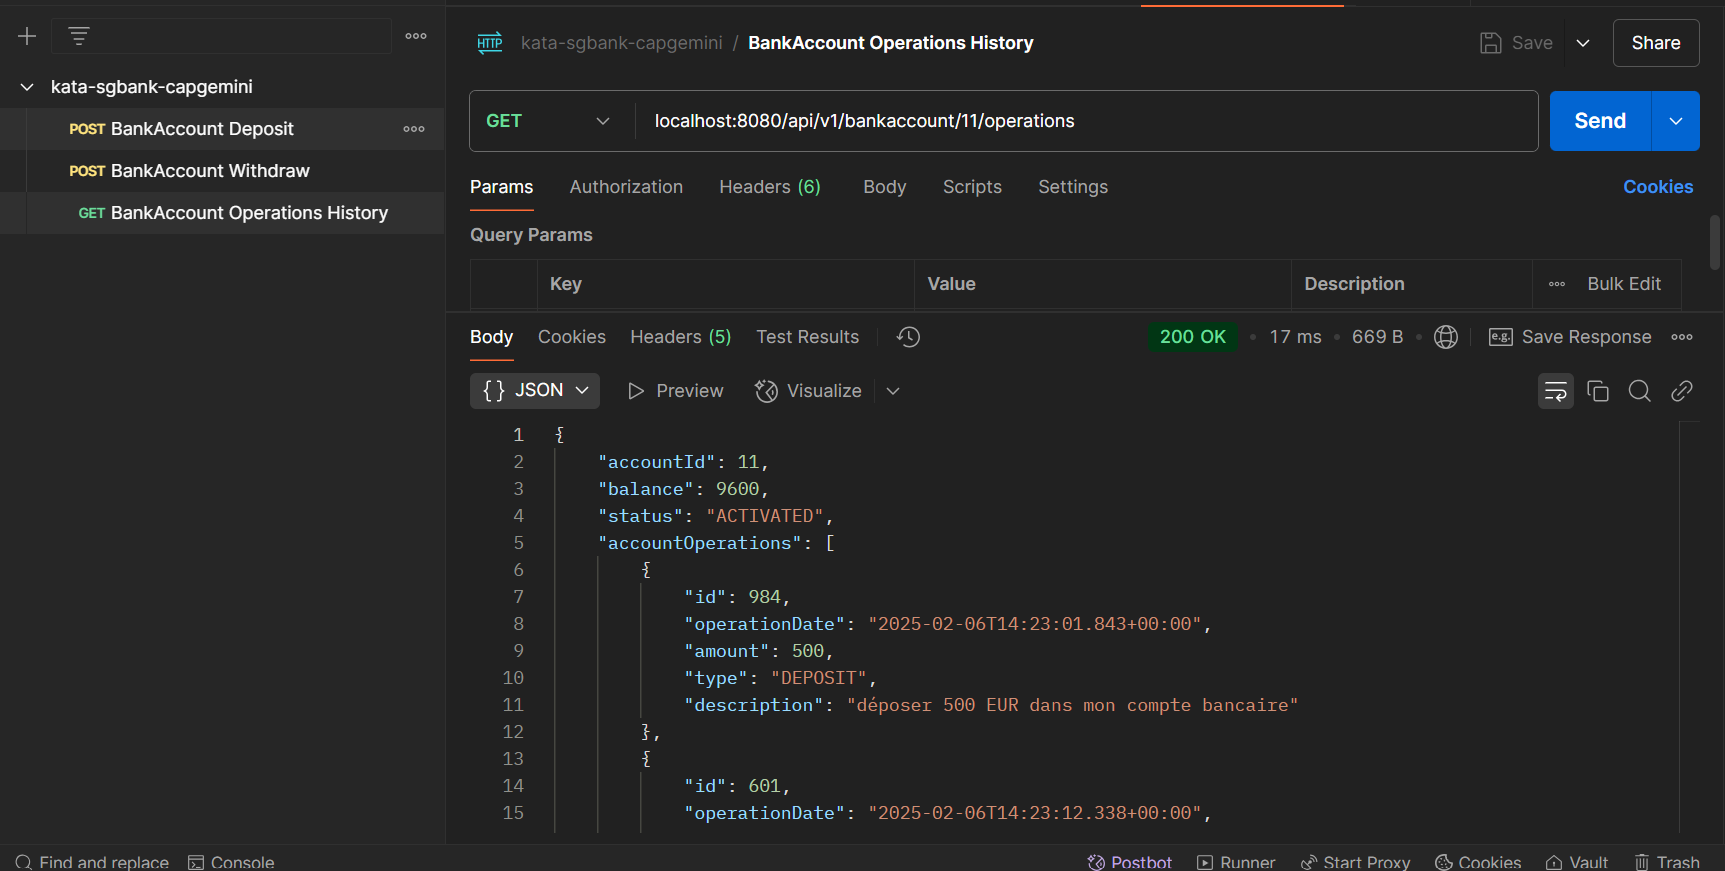 kata-sgbank-capgemini
POST BankAccount Deposit
POST BankAccount Withdraw
GET BankAccount Operations History
HTTP kata-sgbank-capgemini / BankAccount Operations History
Save
Share
GET localhost:8080/api/v1/bankaccount/11/operations
Send
Params Authorization Headers (6) Body Scripts Settings Cookies
Query Params
Key Value Description Bulk Edit
Body Cookies Headers (5) Test Results 200 OK • 17 ms • 669 B e.g. Save Response
{} JSON Preview Visualize
1 {
2 "accountId": 11,
3 "balance": 9600,
4 "status": "ACTIVATED",
5 "accountOperations": [
6 {
7 "id": 984,
8 "operationDate": "2025-02-06T14:23:01.843+00:00",
9 "amount": 500,
10 "type": "DEPOSIT",
11 "description": "déposer 500 EUR dans mon compte bancaire"
12 },
13 {
14 "id": 601,
15 "operationDate": "2025-02-06T14:23:12.338+00:00",
Find and replace Console Postbot Runner Start Proxy Cookies Vault Trash